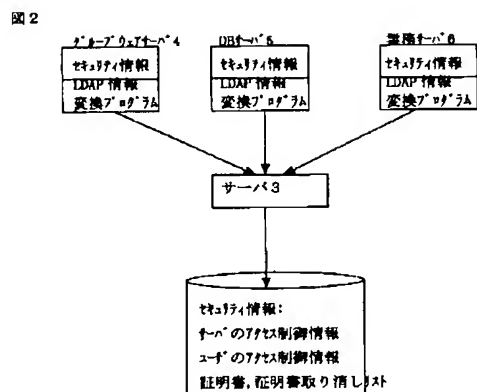 図2
グループウェアサーバ4
セキュリティ情報
LDAP情報
変換プログラム
DBサーバ5
セキュリティ情報
LDAP情報
変換プログラム
業務サーバ6
セキュリティ情報
LDAP情報
変換プログラム
サーバ3
セキュリティ情報:
サーバのアクセス制御情報
ユーザのアクセス制御情報
証明書,証明書取り消しリスト